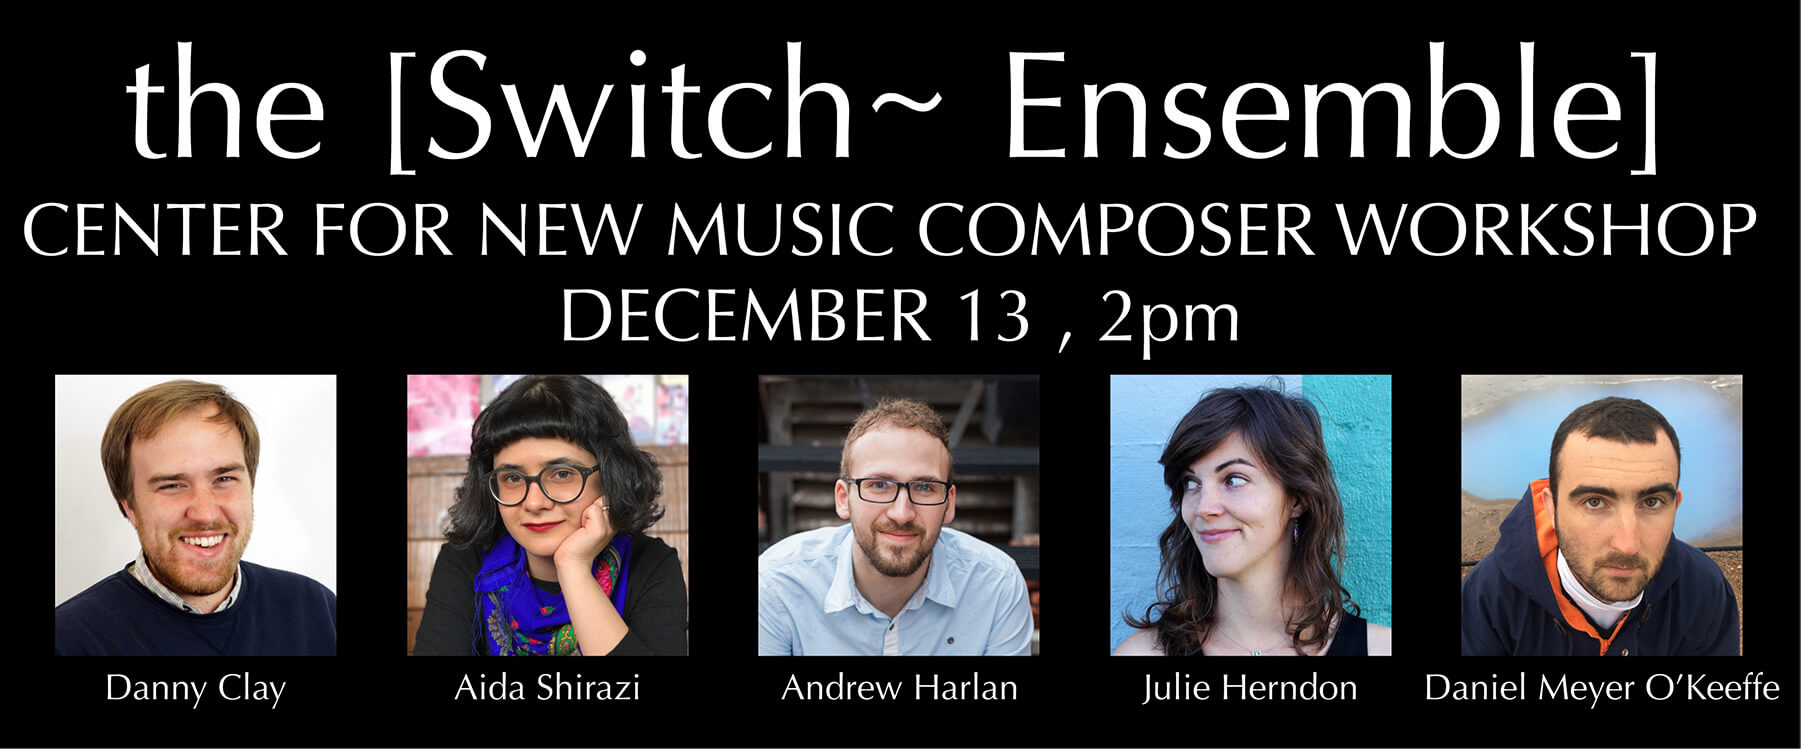 the [Switch~ Ensemble]
CENTER FOR NEW MUSIC COMPOSER WORKSHOP
DECEMBER 13 , 2pm
Danny Clay
Aida Shirazi
Andrew Harlan
Julie Herndon
Daniel Meyer O’Keeffe